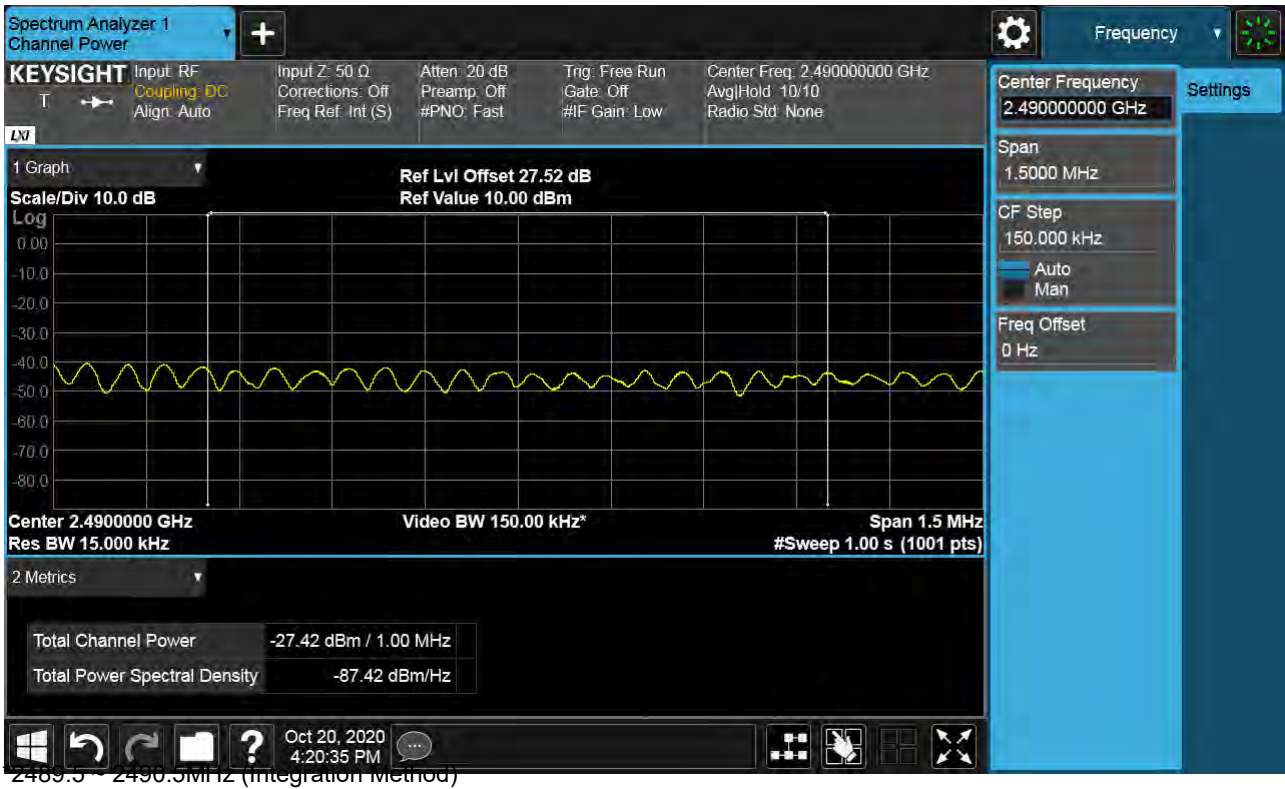 Spectrum Analyzer 1
Channel Power
Frequency
KEYSIGHT
T
LXI
Input: RF
Coupling: DC
Align: Auto
Input Z: 50 Ω
Corrections: Off
Freq Ref: Int (S)
Atten: 20 dB
Preamp: Off
#PNO: Fast
Trig: Free Run
Gate: Off
#IF Gain: Low
Center Freq: 2.490000000 GHz
Avg|Hold: 10/10
Radio Std: None
Center Frequency
2.490000000 GHz
Settings
Span
1.5000 MHz
CF Step
150.000 kHz
Auto
Man
Freq Offset
0 Hz
1 Graph
Scale/Div 10.0 dB
Ref Lvl Offset 27.52 dB
Ref Value 10.00 dBm
Log
0.00
-10.0
-20.0
-30.0
-40.0
-50.0
-60.0
-70.0
-80.0
Center 2.4900000 GHz
Res BW 15.000 kHz
Video BW 150.00 kHz*
Span 1.5 MHz
#Sweep 1.00 s (1001 pts)
2 Metrics
Total Channel Power -27.42 dBm / 1.00 MHz
Total Power Spectral Density -87.42 dBm/Hz
?
Oct 20, 2020
4:20:35 PM
*2489.5 ~ 2490.5MHz (Integration Method)